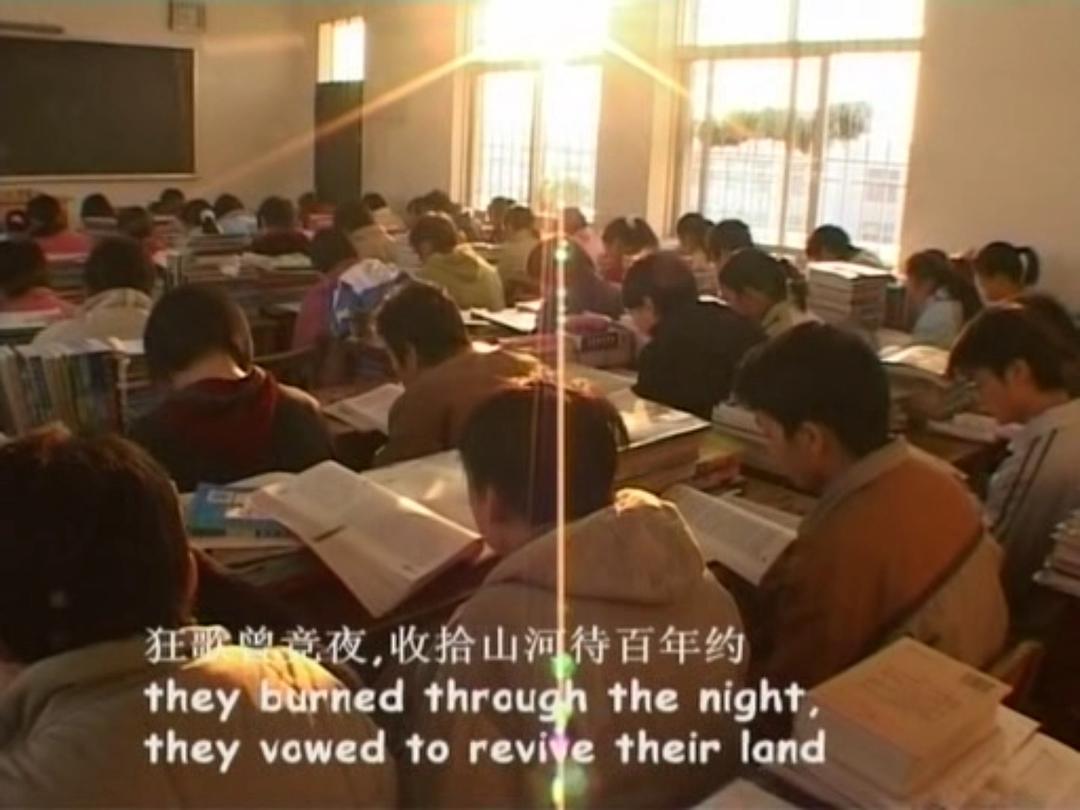 狂歌曾竞夜,收拾山河待百年约
they burned through the night,
they vowed to revive their land